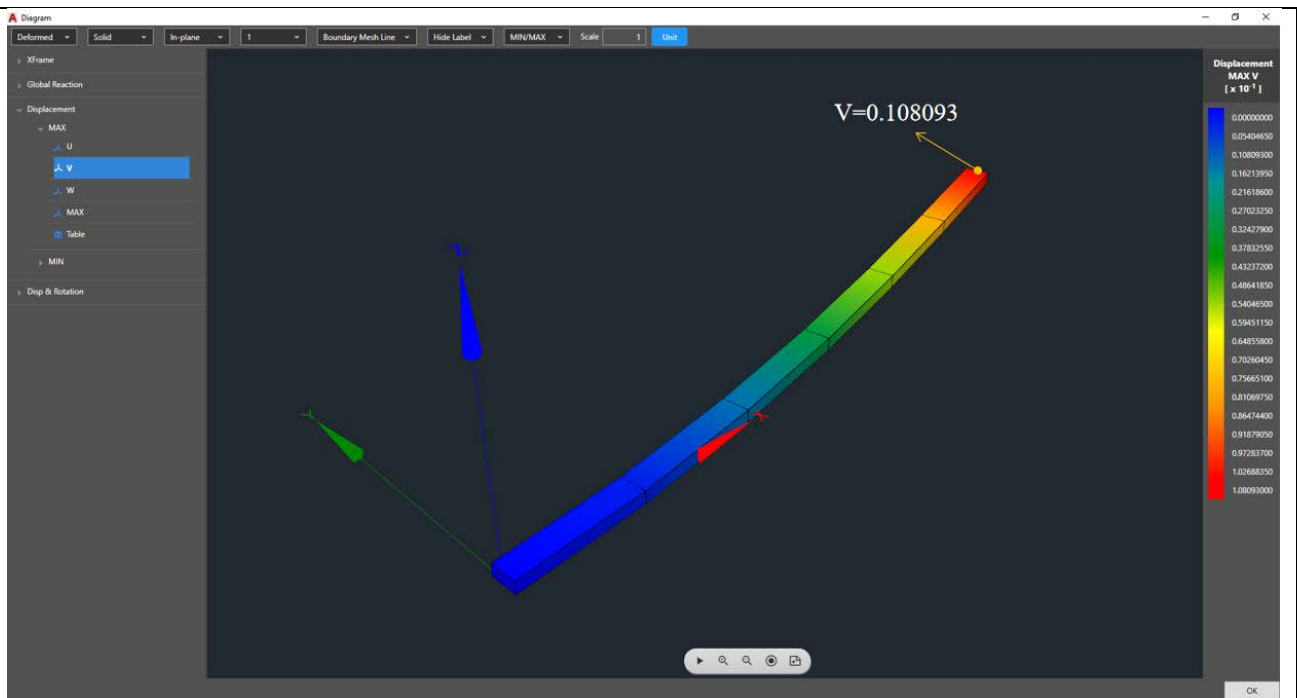 Diagram
Deformed Solid In-plane 1 Boundary Mesh Line Hide Label MIN/MAX Scale 1 Unit
XFrame
Global Reaction
Displacement
MAX
U
V
W
MAX
Table
MIN
Disp & Rotation
V=0.108093
Z
Y
X
Displacement
MAX V
[ x 10⁻¹ ]
0.00000000
0.05404650
0.10809300
0.16213950
0.21618600
0.27023250
0.32427900
0.37832550
0.43237200
0.48641850
0.54046500
0.59451150
0.64855800
0.70260450
0.75665100
0.81069750
0.86474400
0.91879050
0.97283700
1.02688350
1.08093000
OK